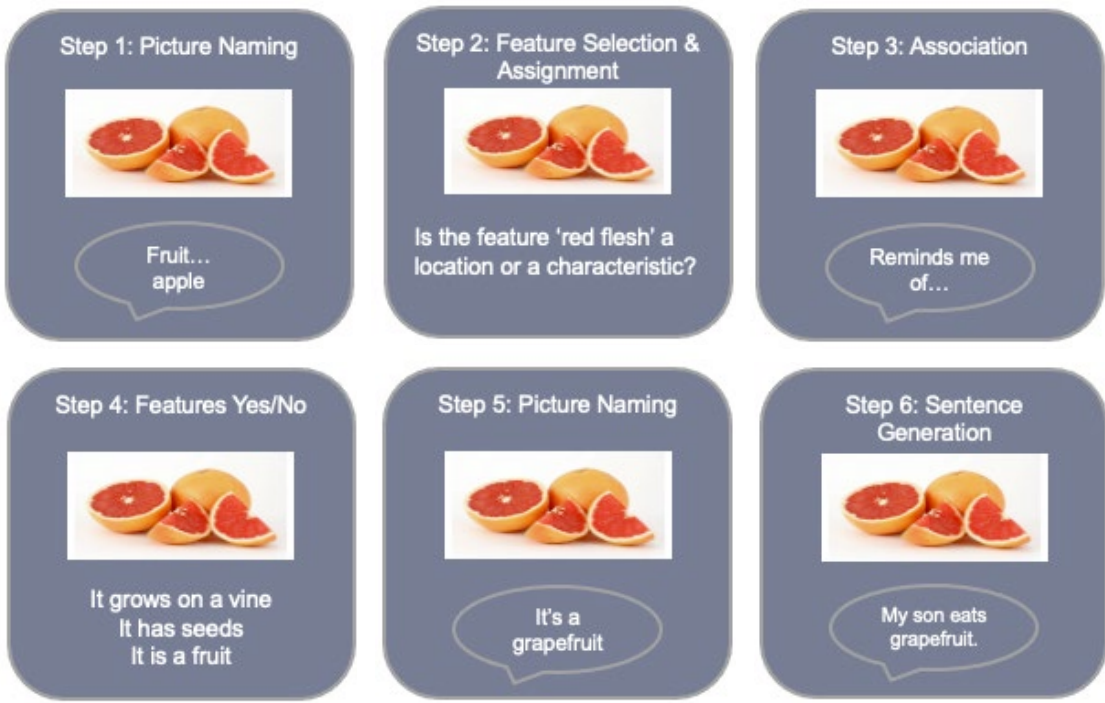 Step 1: Picture Naming
Fruit…
apple
Step 2: Feature Selection &
Assignment
Is the feature 'red flesh' a
location or a characteristic?
Step 3: Association
Reminds me
of…
Step 4: Features Yes/No
It grows on a vine
It has seeds
It is a fruit
Step 5: Picture Naming
It's a
grapefruit
Step 6: Sentence
Generation
My son eats
grapefruit.